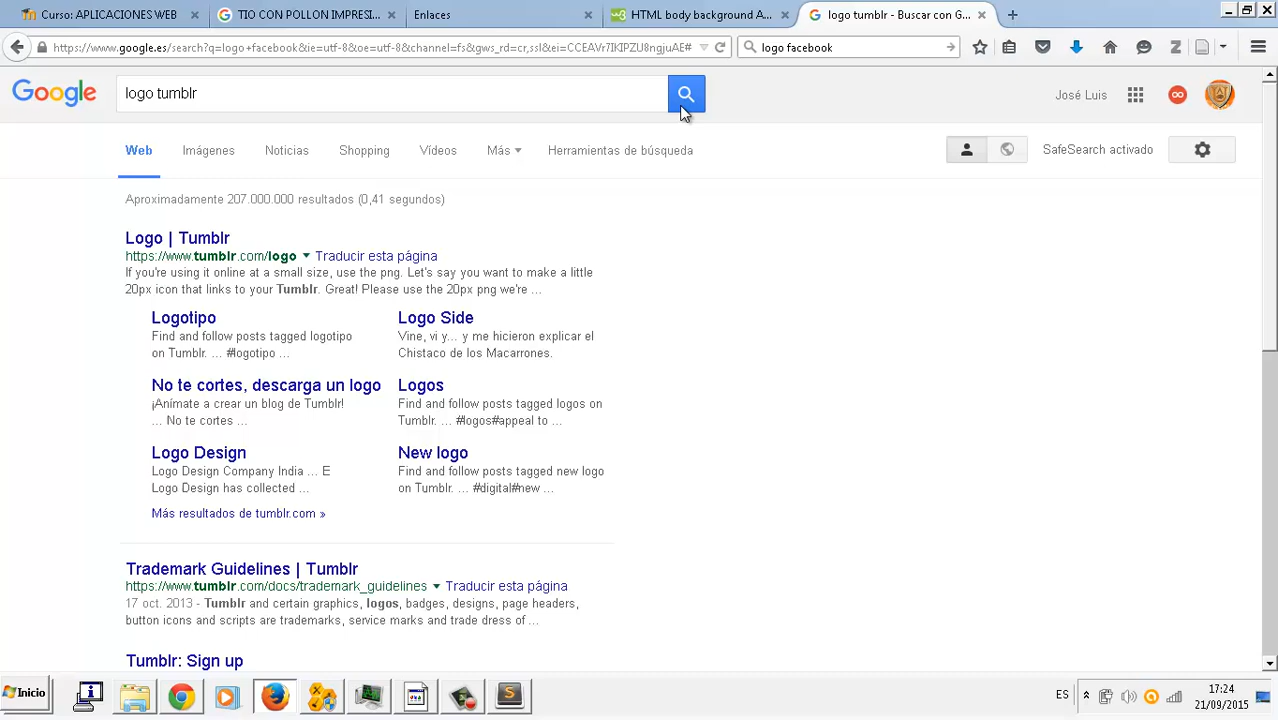 Curso: APLICACIONES WEB
TIO CON POLLON IMPRESI...
Enlaces
HTML body background A...
logo tumblr - Buscar con G...
https://www.google.es/search?q=logo+facebook&ie=utf-8&oe=utf-8&channel=fs&gws_rd=cr,ssl&ei=CCEAVr7IKIPZU8ngjuAE#
logo facebook
Google
logo tumblr
José Luis
Web
Imágenes
Noticias
Shopping
Vídeos
Más
Herramientas de búsqueda
SafeSearch activado
Aproximadamente 207.000.000 resultados (0,41 segundos)
Logo | Tumblr
https://www.tumblr.com/logo Traducir esta página
If you're using it online at a small size, use the png. Let's say you want to make a little
20px icon that links to your Tumblr. Great! Please use the 20px png we're ...
Logotipo
Find and follow posts tagged logotipo
on Tumblr. ... #logotipo ...
Logo Side
Vine, vi y... y me hicieron explicar el
Chistaco de los Macarrones.
No te cortes, descarga un logo
¡Anímate a crear un blog de Tumblr!
... No te cortes ...
Logos
Find and follow posts tagged logos on
Tumblr. ... #logos#appeal to ...
Logo Design
Logo Design Company India ... E
Logo Design has collected ...
New logo
Find and follow posts tagged new logo
on Tumblr. ... #digital#new ...
Más resultados de tumblr.com »
Trademark Guidelines | Tumblr
https://www.tumblr.com/docs/trademark_guidelines Traducir esta página
17 oct. 2013 - Tumblr and certain graphics, logos, badges, designs, page headers,
button icons and scripts are trademarks, service marks and trade dress of ...
Tumblr: Sign up
Inicio
ES
17:24
21/09/2015